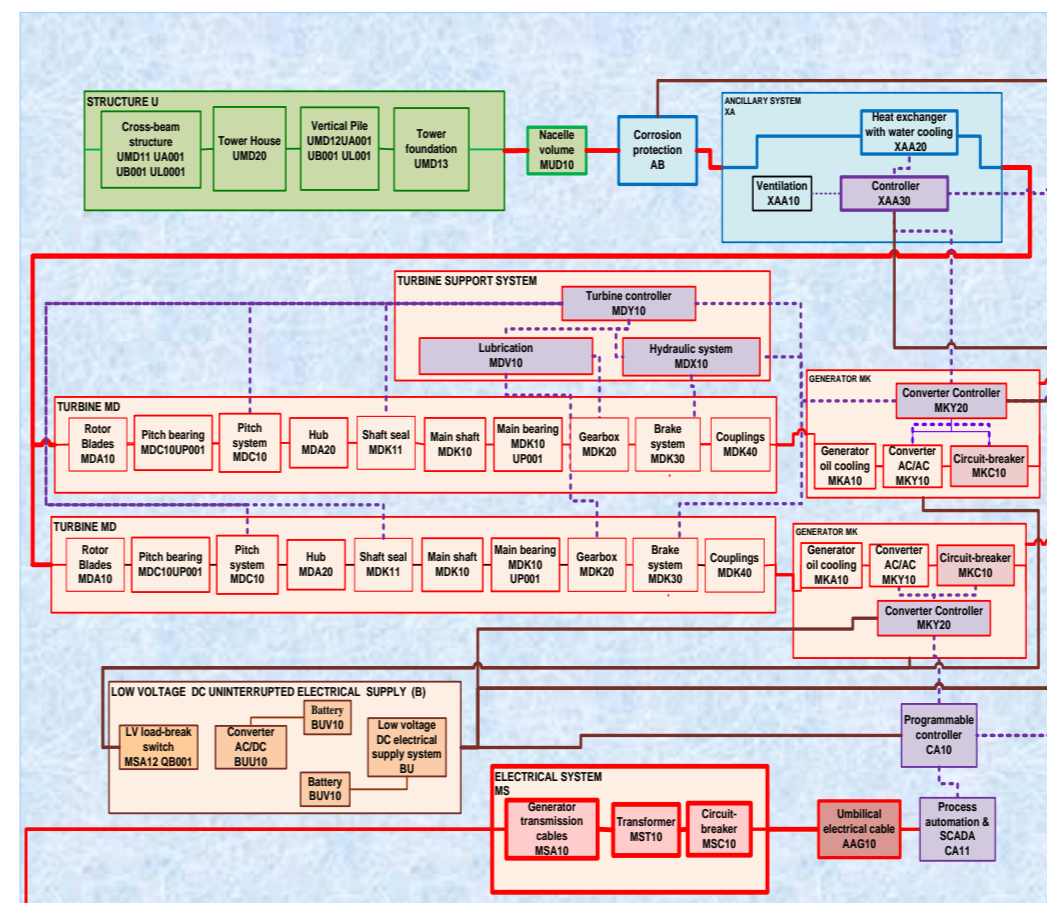 STRUCTURE U
Cross-beam
structure
UMD11 UA001
UB001 UL0001
Tower House
UMD20
Vertical Pile
UMD12UA001
UB001 UL001
Tower
foundation
UMD13
Nacelle
volume
MUD10
Corrosion
protection
AB
ANCILLARY SYSTEM
XA
Heat exchanger
with water cooling
XAA20
Ventilation
XAA10
Controller
XAA30
TURBINE SUPPORT SYSTEM
Turbine controller
MDY10
Lubrication
MDV10
Hydraulic system
MDX10
TURBINE MD
Rotor
Blades
MDA10
Pitch bearing
MDC10UP001
Pitch
system
MDC10
Hub
MDA20
Shaft seal
MDK11
Main shaft
MDK10
Main bearing
MDK10
UP001
Gearbox
MDK20
Brake
system
MDK30
Couplings
MDK40
GENERATOR MK
Converter Controller
MKY20
Generator
oil cooling
MKA10
Converter
AC/AC
MKY10
Circuit-breaker
MKC10
TURBINE MD
Rotor
Blades
MDA10
Pitch bearing
MDC10UP001
Pitch
system
MDC10
Hub
MDA20
Shaft seal
MDK11
Main shaft
MDK10
Main bearing
MDK10
UP001
Gearbox
MDK20
Brake
system
MDK30
Couplings
MDK40
GENERATOR MK
Generator
oil cooling
MKA10
Converter
AC/AC
MKY10
Circuit-breaker
MKC10
Converter Controller
MKY20
LOW VOLTAGE DC UNINTERRUPTED ELECTRICAL SUPPLY (B)
LV load-break
switch
MSA12 QB001
Converter
AC/DC
BUU10
Battery
BUV10
Battery
BUV10
Low voltage
DC electrical
supply system
BU
Programmable
controller
CA10
ELECTRICAL SYSTEM
MS
Generator
transmission
cables
MSA10
Transformer
MST10
Circuit-
breaker
MSC10
Umbilical
electrical cable
AAG10
Process
automation &
SCADA
CA11